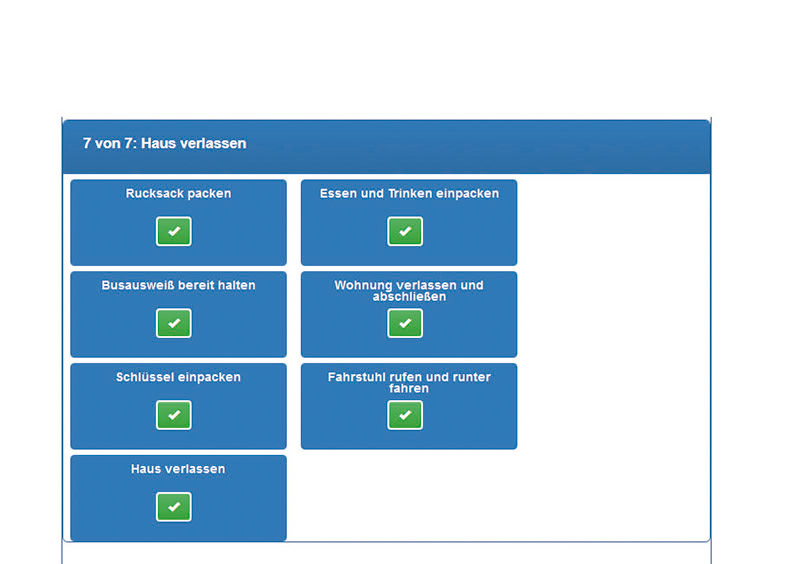 7 von 7: Haus verlassen
Rucksack packen
Essen und Trinken einpacken
Busausweiß bereit halten
Wohnung verlassen und
abschließen
Schlüssel einpacken
Fahrstuhl rufen und runter
fahren
Haus verlassen